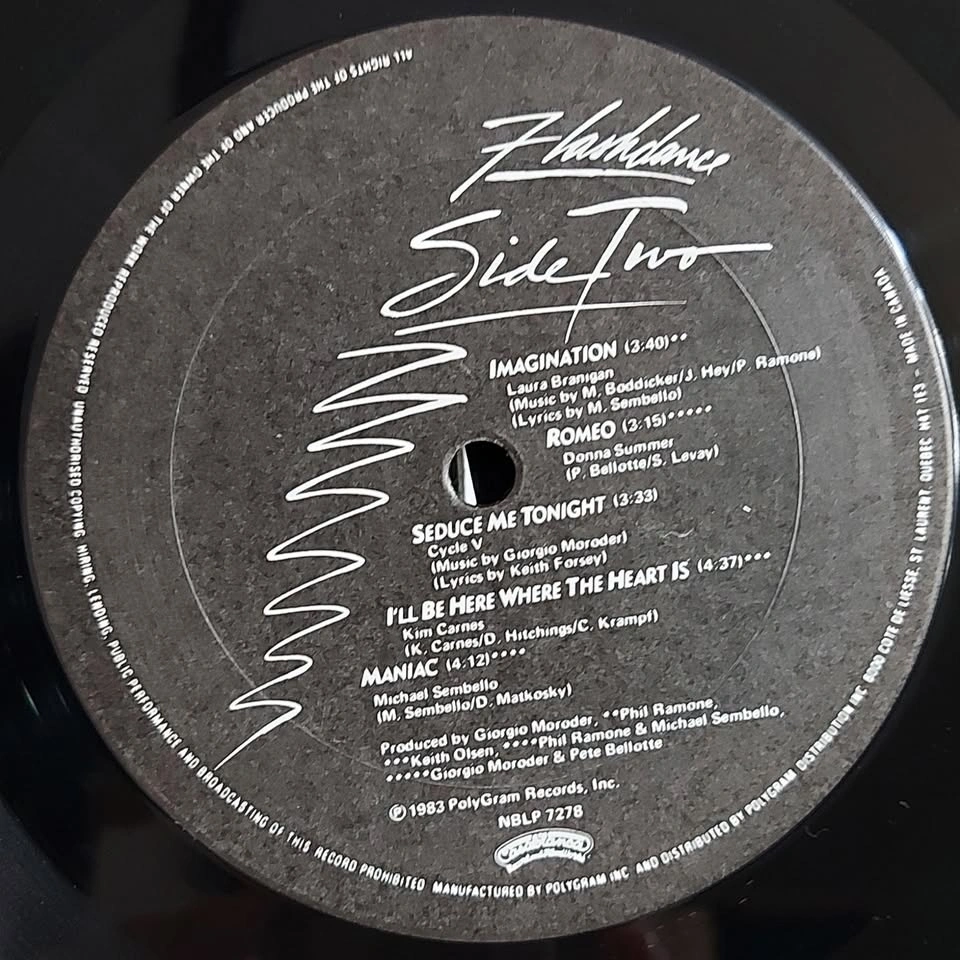 Flashdance
Side Two
IMAGINATION (3:40)**
Laura Branigan
(Music by M. Boddicker/J. Hey/P. Ramone)
(Lyrics by M. Sembello)
ROMEO (3:15)*****
Donna Summer
(P. Bellotte/S. Levay)
SEDUCE ME TONIGHT (3:33)
Cycle V
(Music by Giorgio Moroder)
(Lyrics by Keith Forsey)
I'LL BE HERE WHERE THE HEART IS (4:37)***
Kim Carnes
(K. Carnes/D. Hitchings/C. Krampf)
MANIAC (4:12)****
Michael Sembello
(M. Sembello/D. Matkosky)
Produced by Giorgio Moroder, **Phil Ramone,
***Keith Olsen, ****Phil Ramone & Michael Sembello,
*****Giorgio Moroder & Pete Bellotte
℗ 1983 PolyGram Records, Inc.
NBLP 7278
Casablanca
ALL RIGHTS OF THE PRODUCER AND OF THE OWNER OF THE WORK REPRODUCED RESERVED UNAUTHORISED COPYING, HIRING, LENDING, PUBLIC PERFORMANCE AND BROADCASTING OF THIS RECORD PROHIBITED MANUFACTURED BY POLYGRAM INC AND DISTRIBUTED BY POLYGRAM DISTRIBUTION INC 6000 COTE DE LIESSE, ST LAURENT QUEBEC H4T 1E3 - MADE IN CANADA